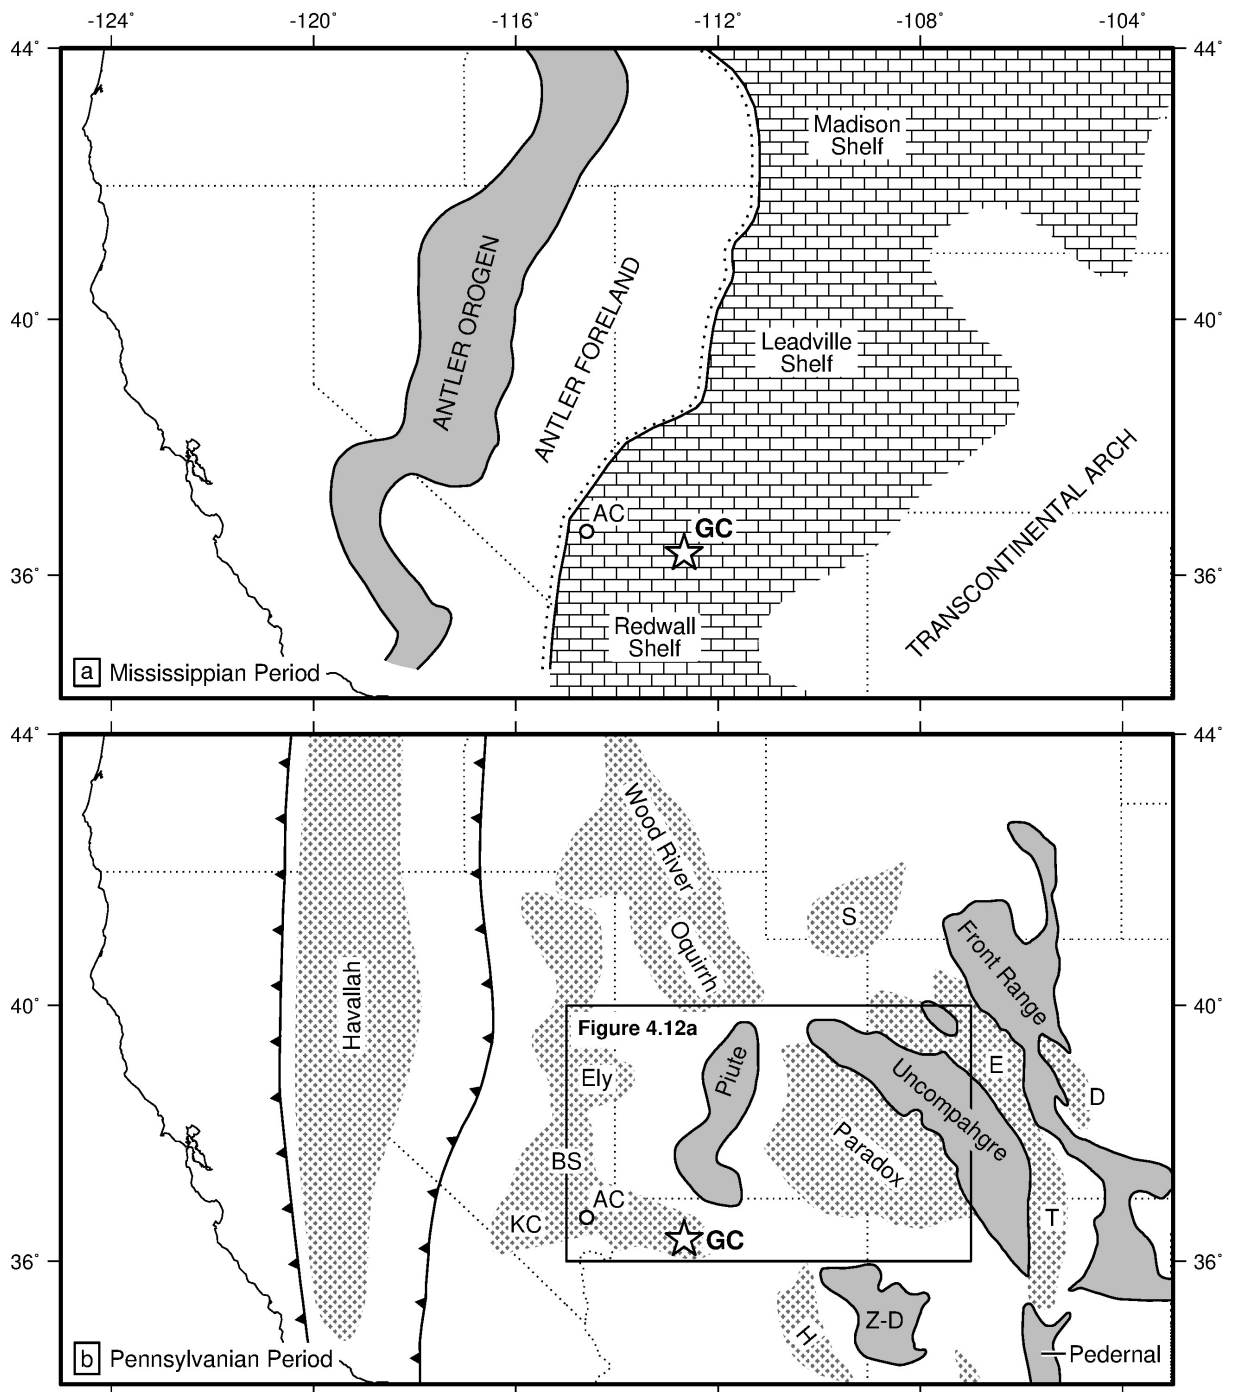 -124˚ -120˚ -116˚ -112˚ -108˚ -104˚
44˚ 44˚
Madison
Shelf
ANTLER OROGEN
ANTLER FORELAND
40˚ 40˚
Leadville
Shelf
TRANSCONTINENTAL ARCH
AC
GC
36˚ 36˚
Redwall
Shelf
a Mississippian Period
44˚ 44˚
Wood River
S
Oquirrh
Front Range
Havallah
40˚ 40˚
Figure 4.12a
Piute
E
Ely
Uncompahgre
D
Paradox
BS
AC
KC
T
GC
36˚ 36˚
Z-D
H
b Pennsylvanian Period
Pedernal